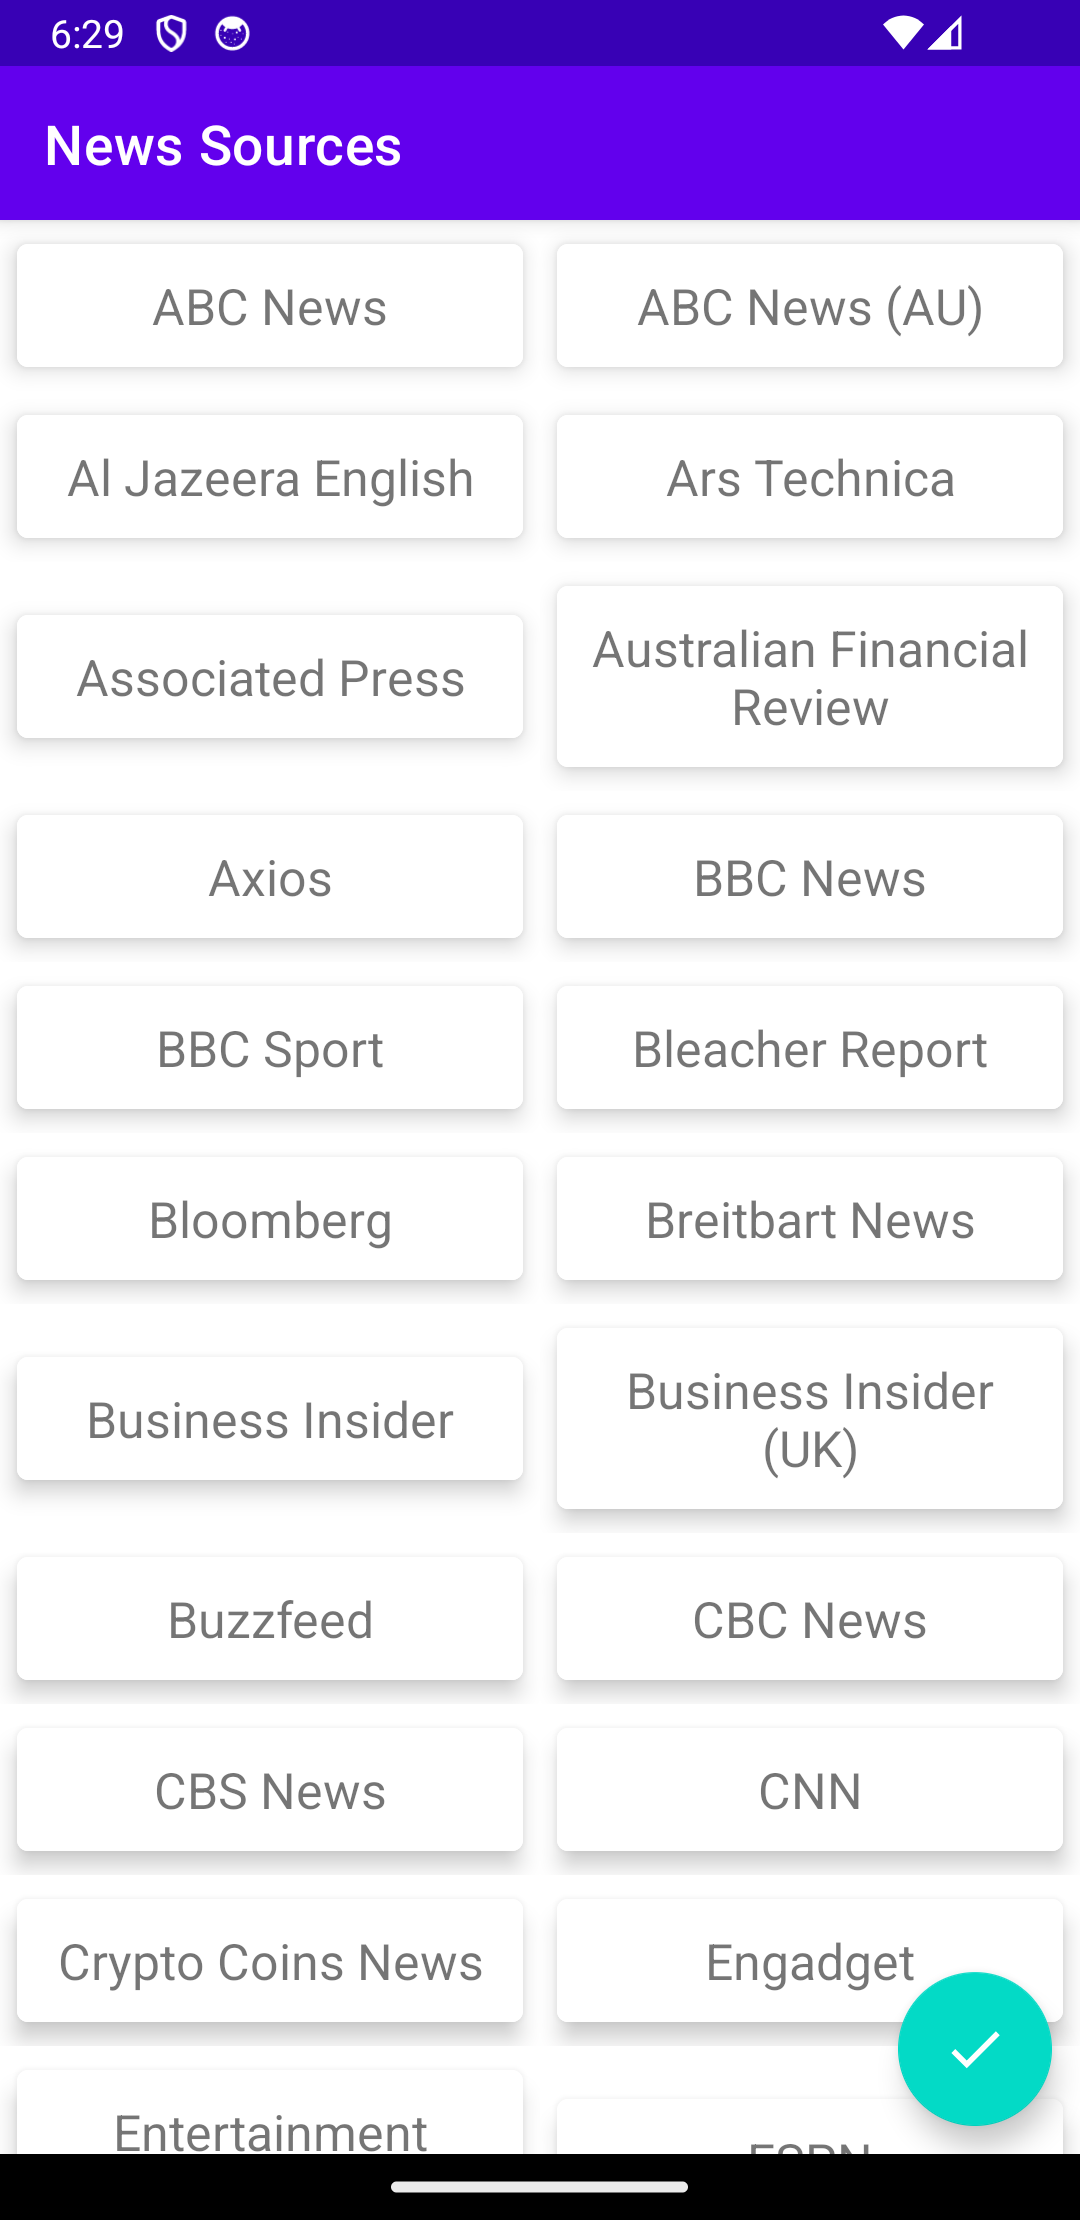 6:29
News Sources
ABC News
ABC News (AU)
Al Jazeera English
Ars Technica
Associated Press
Australian Financial
Review
Axios
BBC News
BBC Sport
Bleacher Report
Bloomberg
Breitbart News
Business Insider
Business Insider
(UK)
Buzzfeed
CBC News
CBS News
CNN
Crypto Coins News
Engadget
Entertainment
ESPN